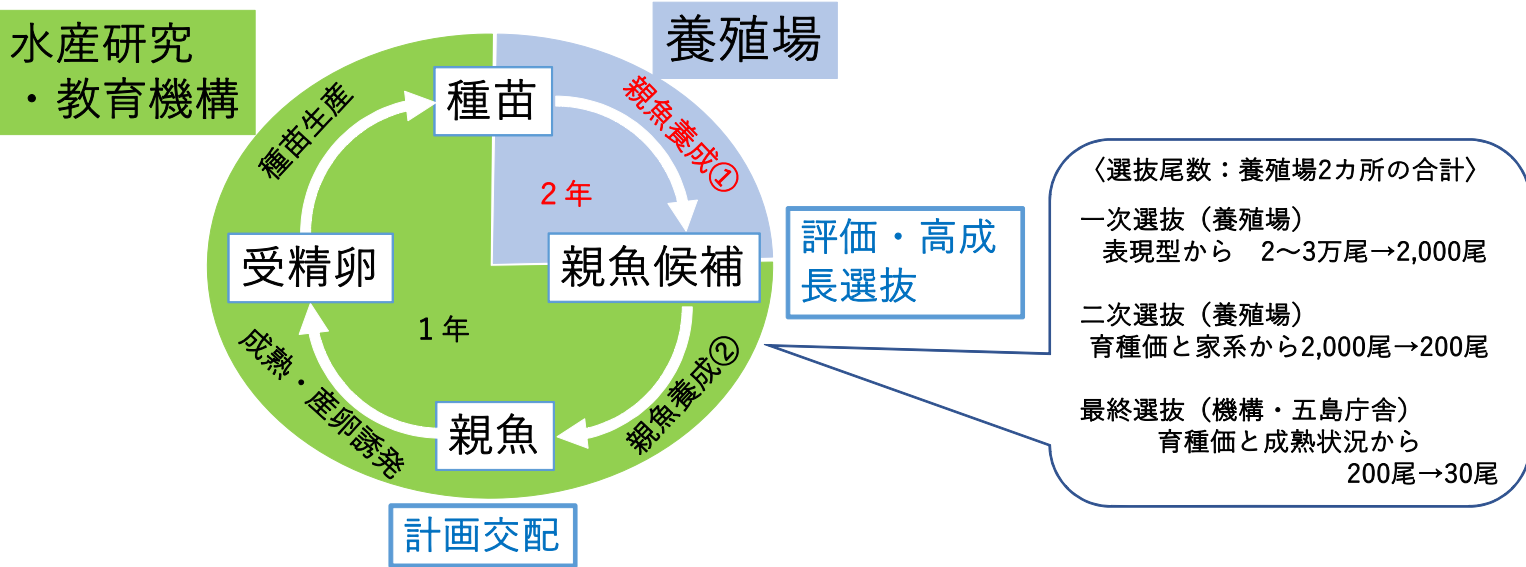 水産研究
・教育機構
養殖場
種苗
種苗生産
親魚養成①
2年
受精卵
親魚候補
評価・高成
長選抜
1年
成熟・産卵誘発
親魚養成②
親魚
計画交配
〈選抜尾数：養殖場2カ所の合計〉
一次選抜（養殖場）
表現型から　2〜3万尾→2,000尾
二次選抜（養殖場）
育種価と家系から2,000尾→200尾
最終選抜（機構・五島庁舎）
育種価と成熟状況から
200尾→30尾